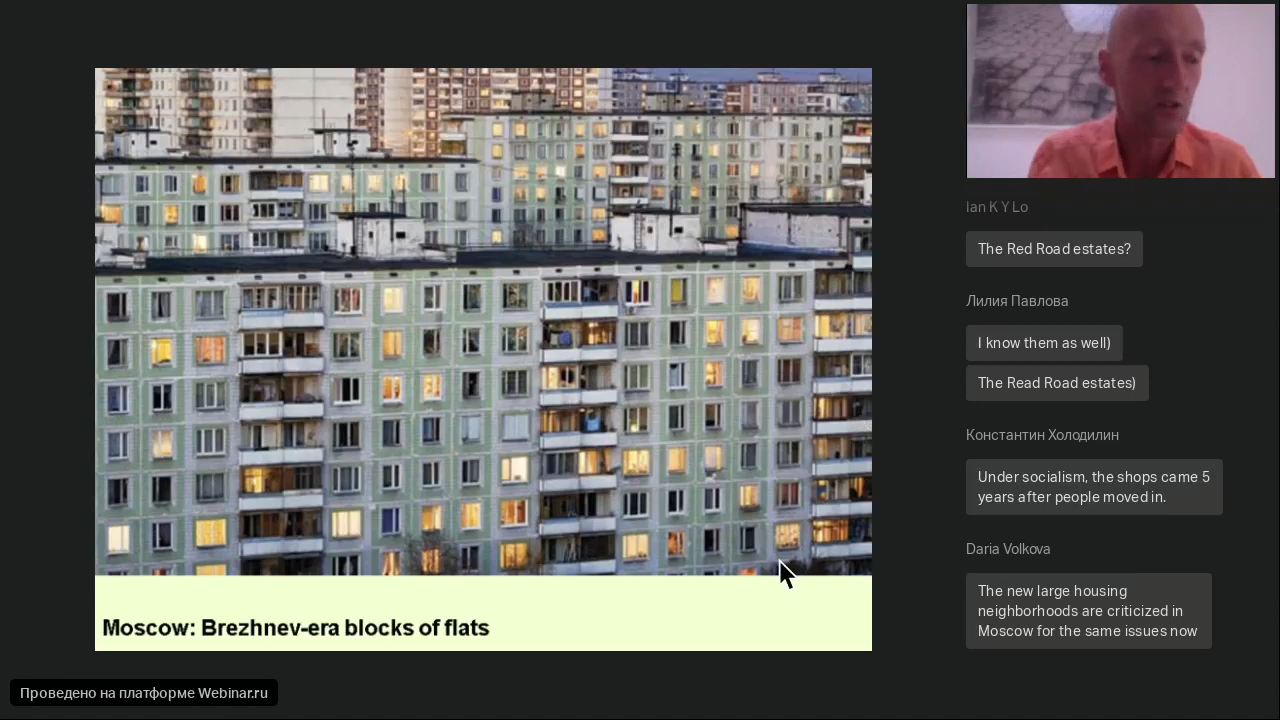 Ian K Y Lo
The Red Road estates?
Лилия Павлова
I know them as well)
The Read Road estates)
Константин Холодилин
Under socialism, the shops came 5
years after people moved in.
Daria Volkova
The new large housing
neighborhoods are criticized in
Moscow for the same issues now
Moscow: Brezhnev-era blocks of flats
Проведено на платформе Webinar.ru